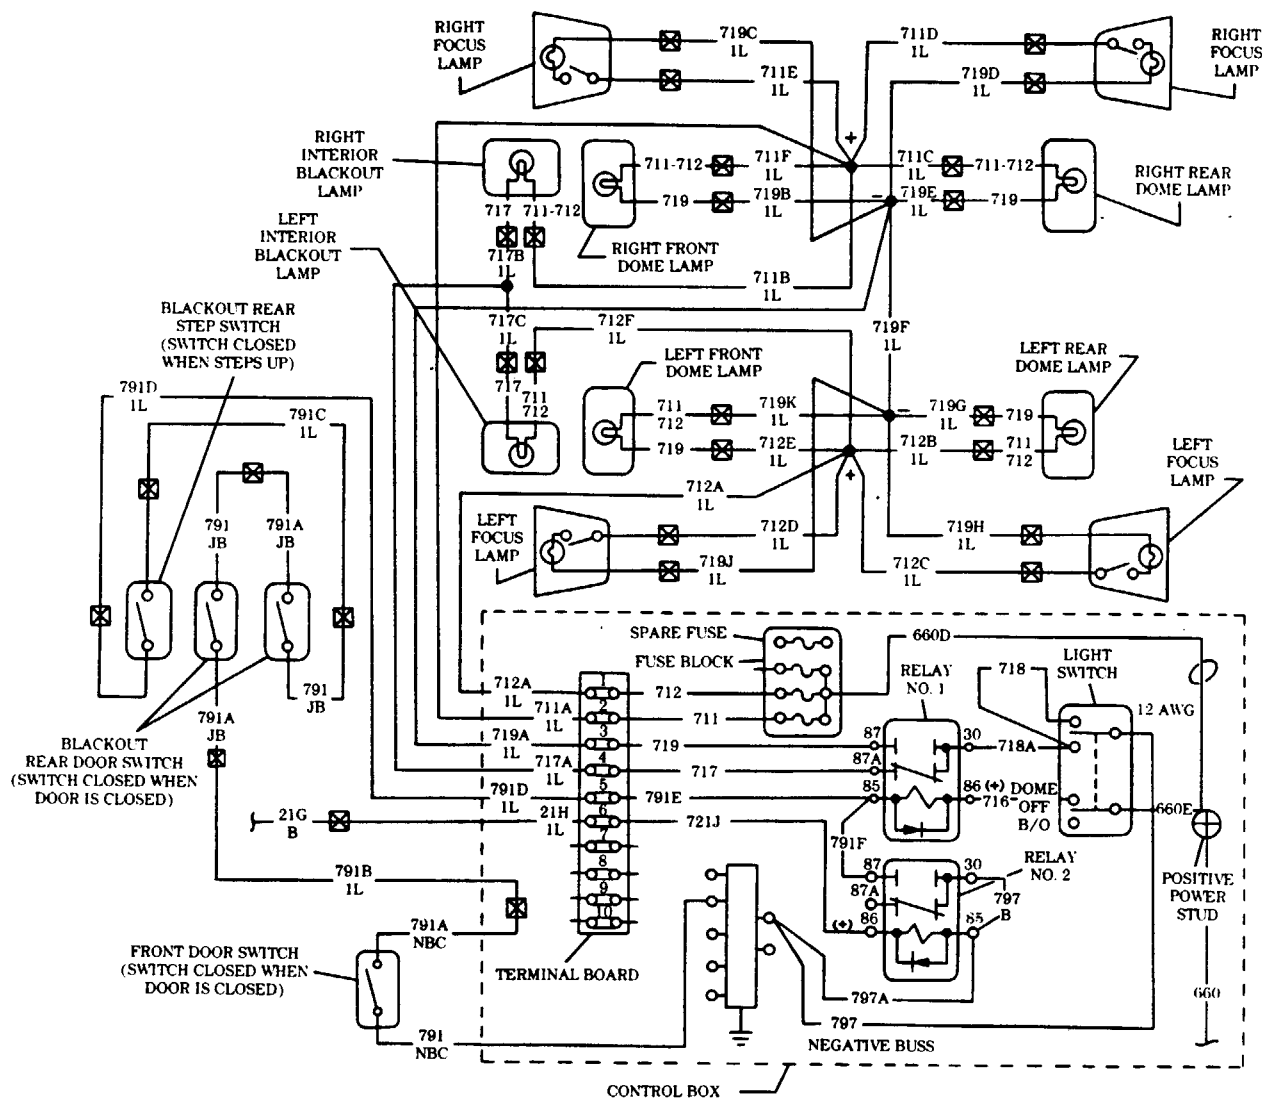 RIGHT
FOCUS
LAMP
719C
1L
711D
1L
RIGHT
FOCUS
LAMP
711E
1L
719D
1L
+
RIGHT
INTERIOR
BLACKOUT
LAMP
711-712
711F
1L
711C
1L
711-712
719
719B
1L
–
719E
1L
719
RIGHT REAR
DOME LAMP
717
711-712
LEFT
INTERIOR
BLACKOUT
LAMP
RIGHT FRONT
DOME LAMP
717B
1L
711B
1L
BLACKOUT REAR
STEP SWITCH
(SWITCH CLOSED
WHEN STEPS UP)
717C
1L
712F
1L
719F
1L
LEFT FRONT
DOME LAMP
LEFT REAR
DOME LAMP
791D
1L
791C
1L
717
711
712
711
712
719K
1L
–
719G
1L
719
719
712E
1L
712B
1L
711
712
+
LEFT
FOCUS
LAMP
712A
1L
791
JB
791A
JB
LEFT
FOCUS
LAMP
712D
1L
719H
1L
719J
1L
712C
1L
SPARE FUSE
660D
FUSE BLOCK
RELAY
NO. 1
718
LIGHT
SWITCH
712A
1L
1
712
791
JB
791A
JB
711A
1L
2
711
12 AWG
719A
1L
3
719
87
30
718A
BLACKOUT
REAR DOOR SWITCH
(SWITCH CLOSED WHEN
DOOR IS CLOSED)
717A
1L
4
717
87A
791D
1L
5
791E
85
86
(+)
716
DOME
OFF
B/O
660E
21G
B
21H
1L
6
721J
7
791F
87
30
RELAY
NO. 2
POSITIVE
POWER
STUD
791B
1L
8
87A
797
B
9
86
(+)
85
10
791A
NBC
FRONT DOOR SWITCH
(SWITCH CLOSED WHEN
DOOR IS CLOSED)
TERMINAL BOARD
797A
660
791
NBC
797
NEGATIVE BUSS
CONTROL BOX